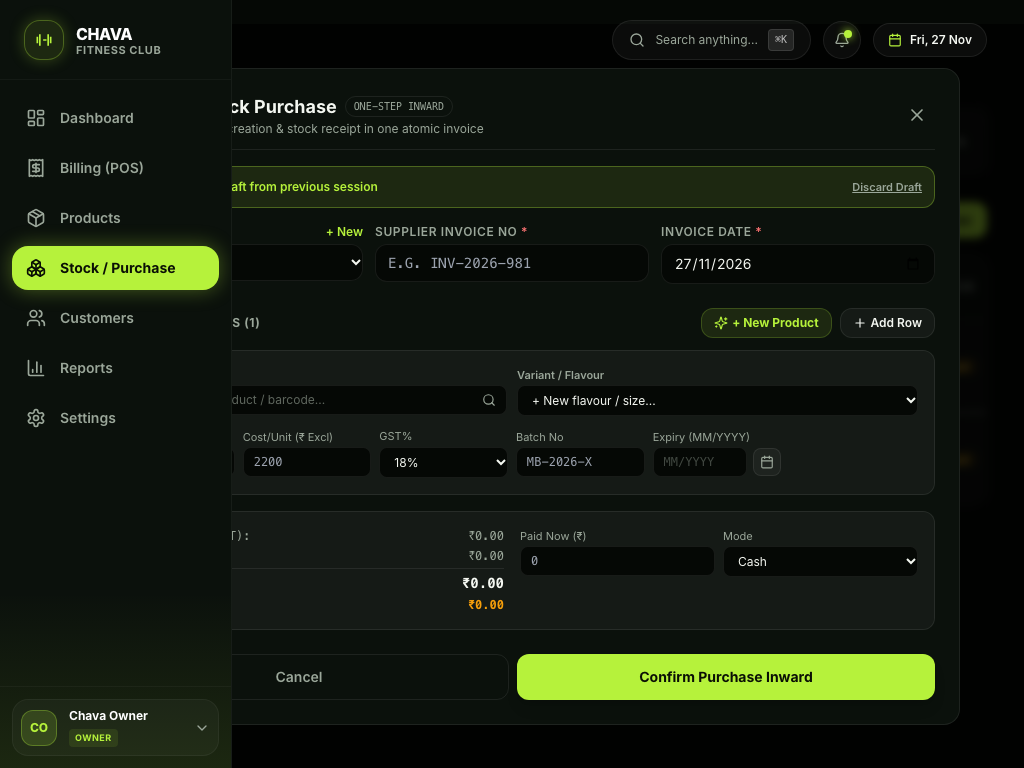 CHAVA
FITNESS CLUB
Search anything...
⌘K
Fri, 27 Nov
Dashboard
Billing (POS)
Products
Stock / Purchase
Customers
Reports
Settings
CO
Chava Owner
OWNER
ck Purchase
ONE-STEP INWARD
creation & stock receipt in one atomic invoice
aft from previous session
Discard Draft
+ New
SUPPLIER INVOICE NO *
INVOICE DATE *
E.G. INV-2026-981
27/11/2026
S (1)
+ New Product
Add Row
Variant / Flavour
duct / barcode...
+ New flavour / size...
Cost/Unit (₹ Excl)
GST%
Batch No
Expiry (MM/YYYY)
2200
18%
MB-2026-X
MM/YYYY
T):
₹0.00
₹0.00
₹0.00
₹0.00
Paid Now (₹)
Mode
0
Cash
Cancel
Confirm Purchase Inward